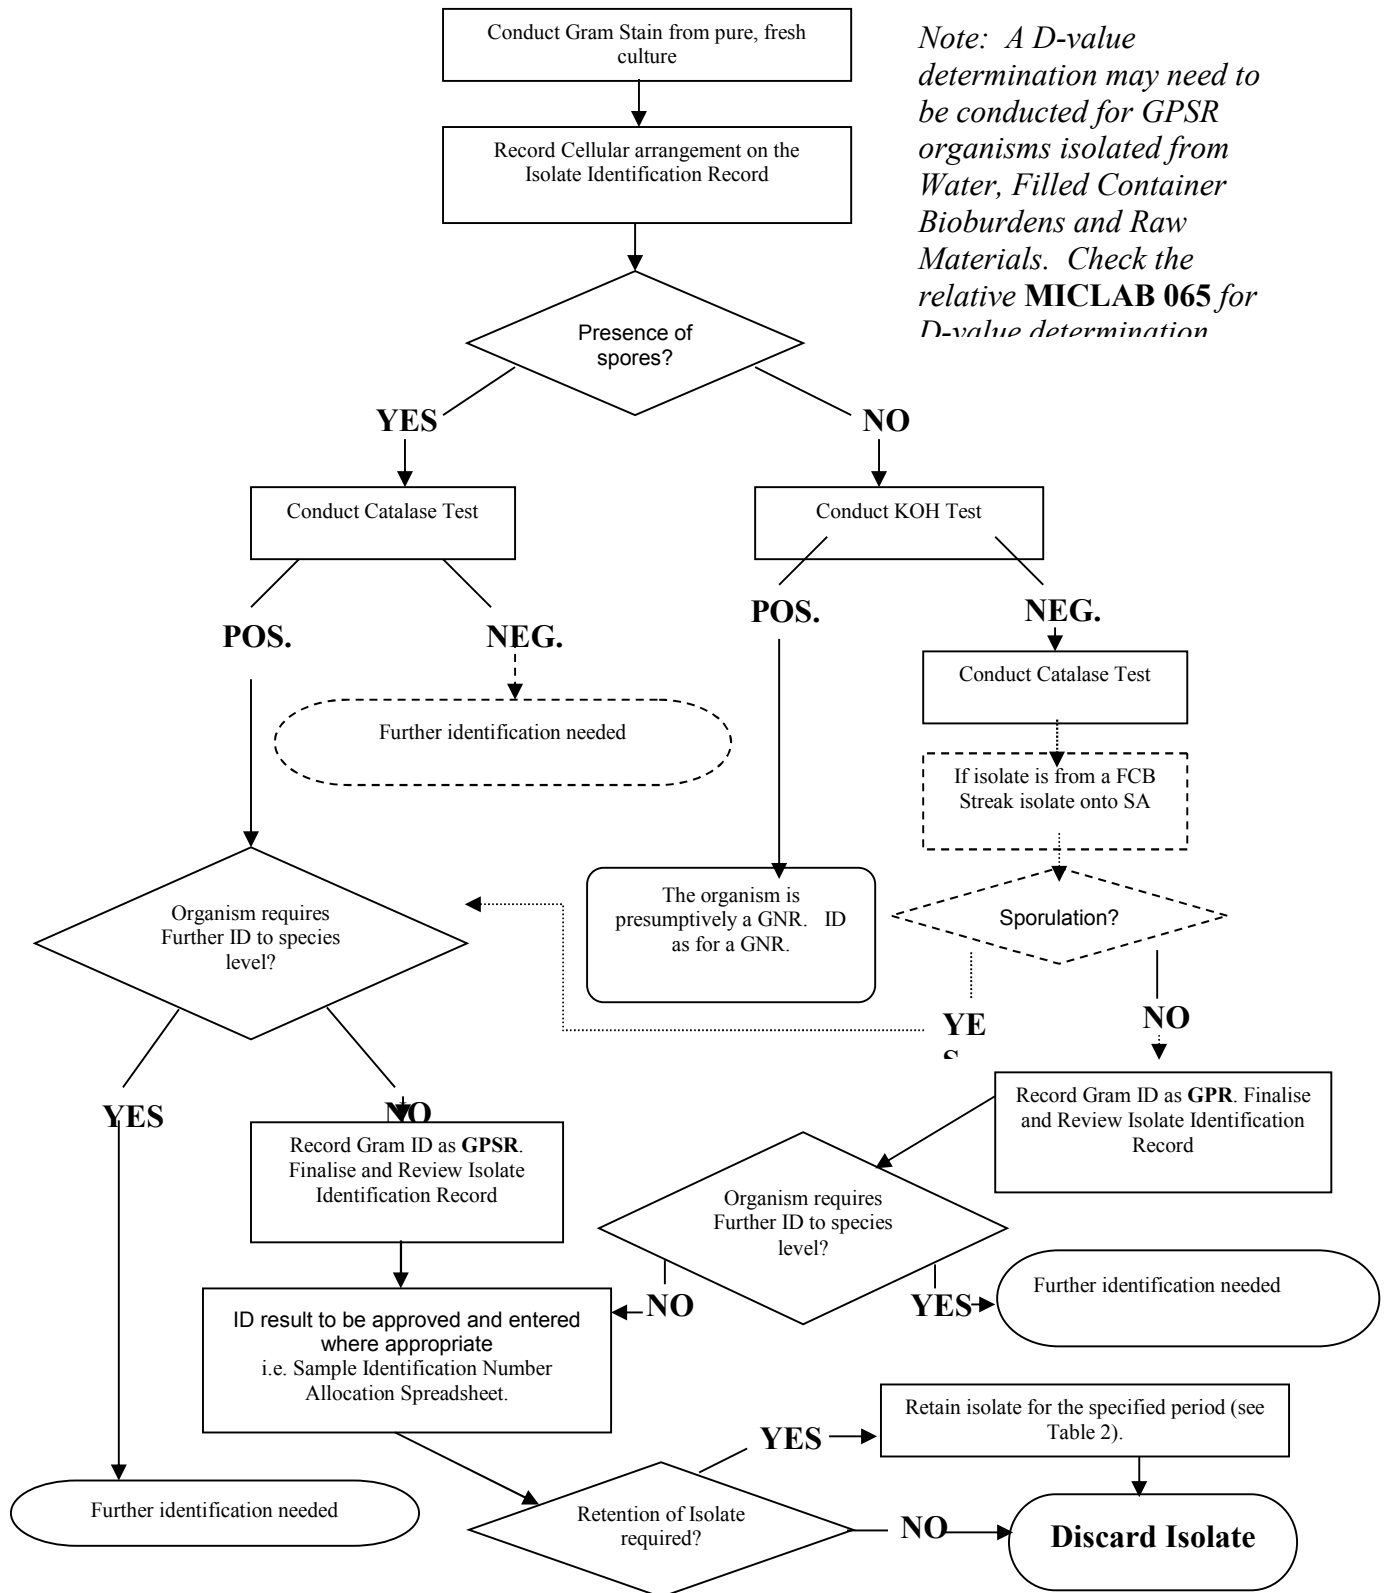 Conduct Gram Stain from pure, fresh
culture
Note: A D-value
determination may need to
be conducted for GPSR
organisms isolated from
Water, Filled Container
Bioburdens and Raw
Materials. Check the
relative MICLAB 065 for
D-value determination
Record Cellular arrangement on the
Isolate Identification Record
Presence of
spores?
YES
NO
Conduct Catalase Test
Conduct KOH Test
POS.
NEG.
POS.
NEG.
Further identification needed
Conduct Catalase Test
If isolate is from a FCB
Streak isolate onto SA
Organism requires
Further ID to species
level?
The organism is
presumptively a GNR. ID
as for a GNR.
Sporulation?
YE
S
NO
YES
NO
Record Gram ID as GPSR.
Finalise and Review Isolate
Identification Record
Record Gram ID as GPR. Finalise
and Review Isolate Identification
Record
Organism requires
Further ID to species
level?
NO
YES
Further identification needed
ID result to be approved and entered
where appropriate
i.e. Sample Identification Number
Allocation Spreadsheet.
Retain isolate for the specified period (see
Table 2).
YES
Further identification needed
Retention of Isolate
required?
NO
Discard Isolate